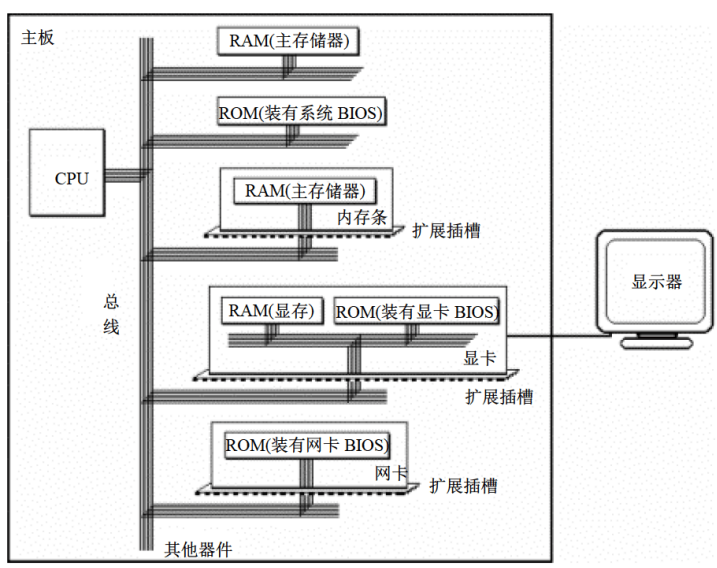 主板
RAM(主存储器)
ROM(装有系统 BIOS)
CPU
RAM(主存储器)
内存条
扩展插槽
总
线
RAM(显存)
ROM(装有显卡 BIOS)
显卡
扩展插槽
显示器
ROM(装有网卡 BIOS)
网卡
扩展插槽
其他器件